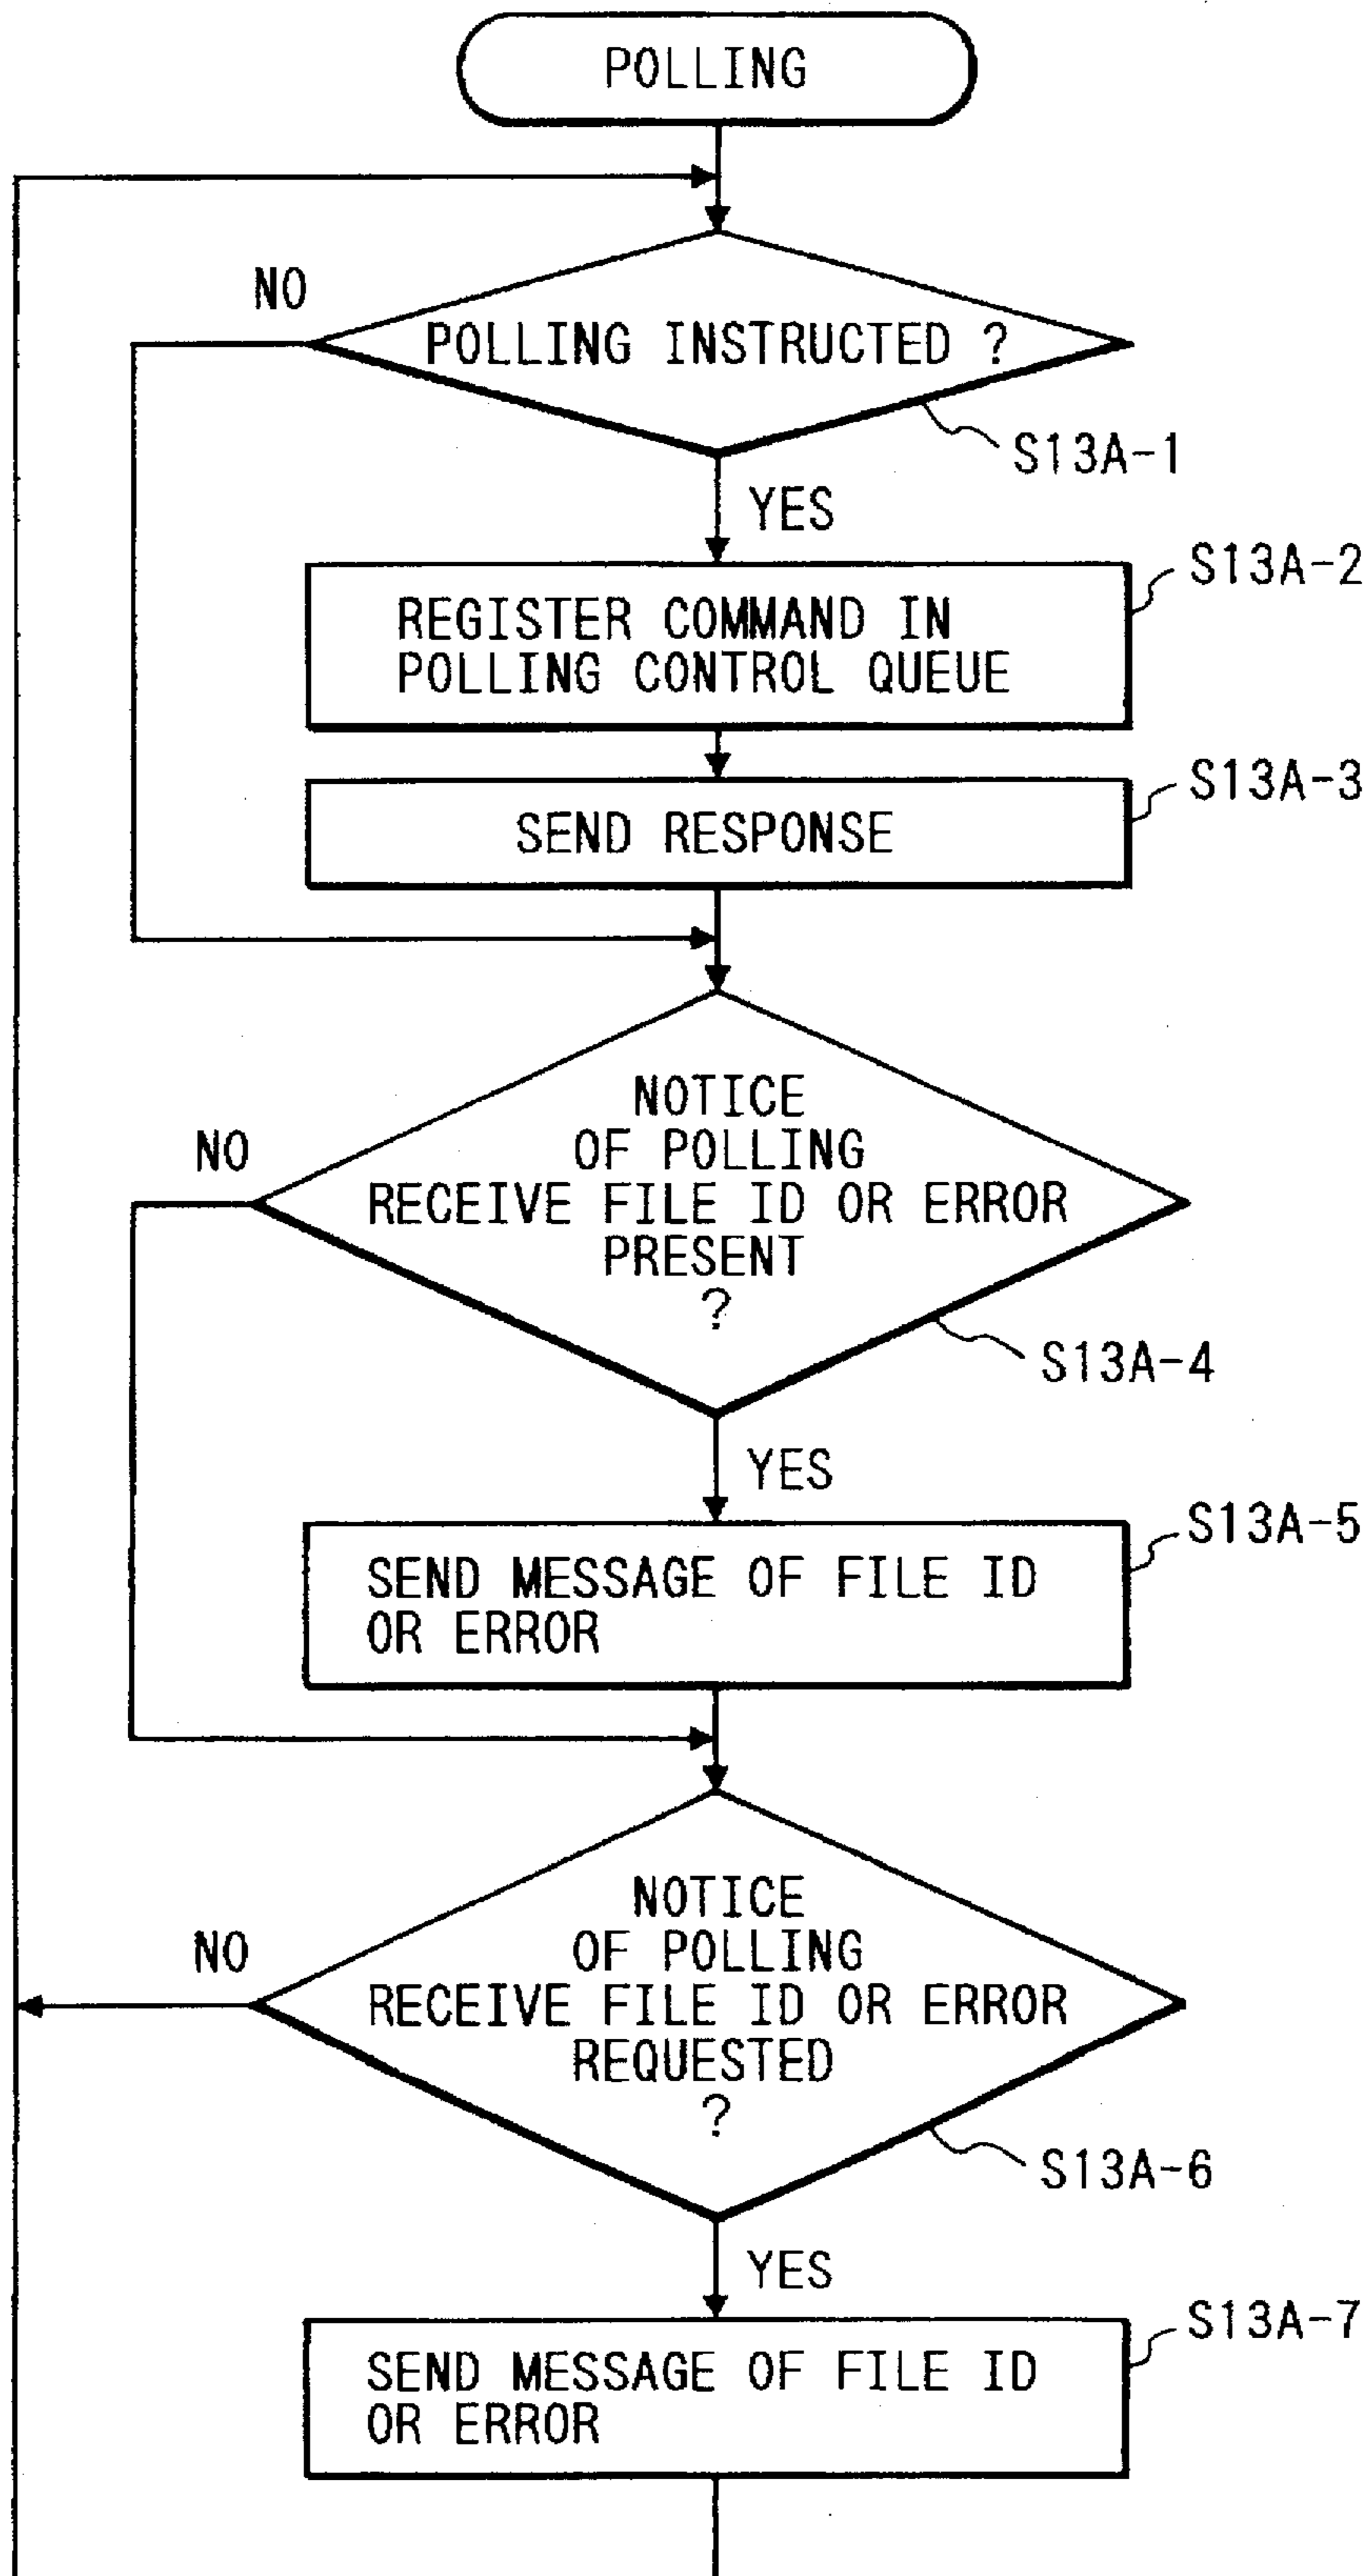 POLLING
NO
POLLING INSTRUCTED ?
S13A-1
YES
S13A-2
REGISTER COMMAND IN
POLLING CONTROL QUEUE
S13A-3
SEND RESPONSE
NOTICE
OF POLLING
NO
RECEIVE FILE ID OR ERROR
PRESENT
?
S13A-4
YES
S13A-5
SEND MESSAGE OF FILE ID
OR ERROR
NOTICE
OF POLLING
NO
RECEIVE FILE ID OR ERROR
REQUESTED
?
S13A-6
YES
S13A-7
SEND MESSAGE OF FILE ID
OR ERROR